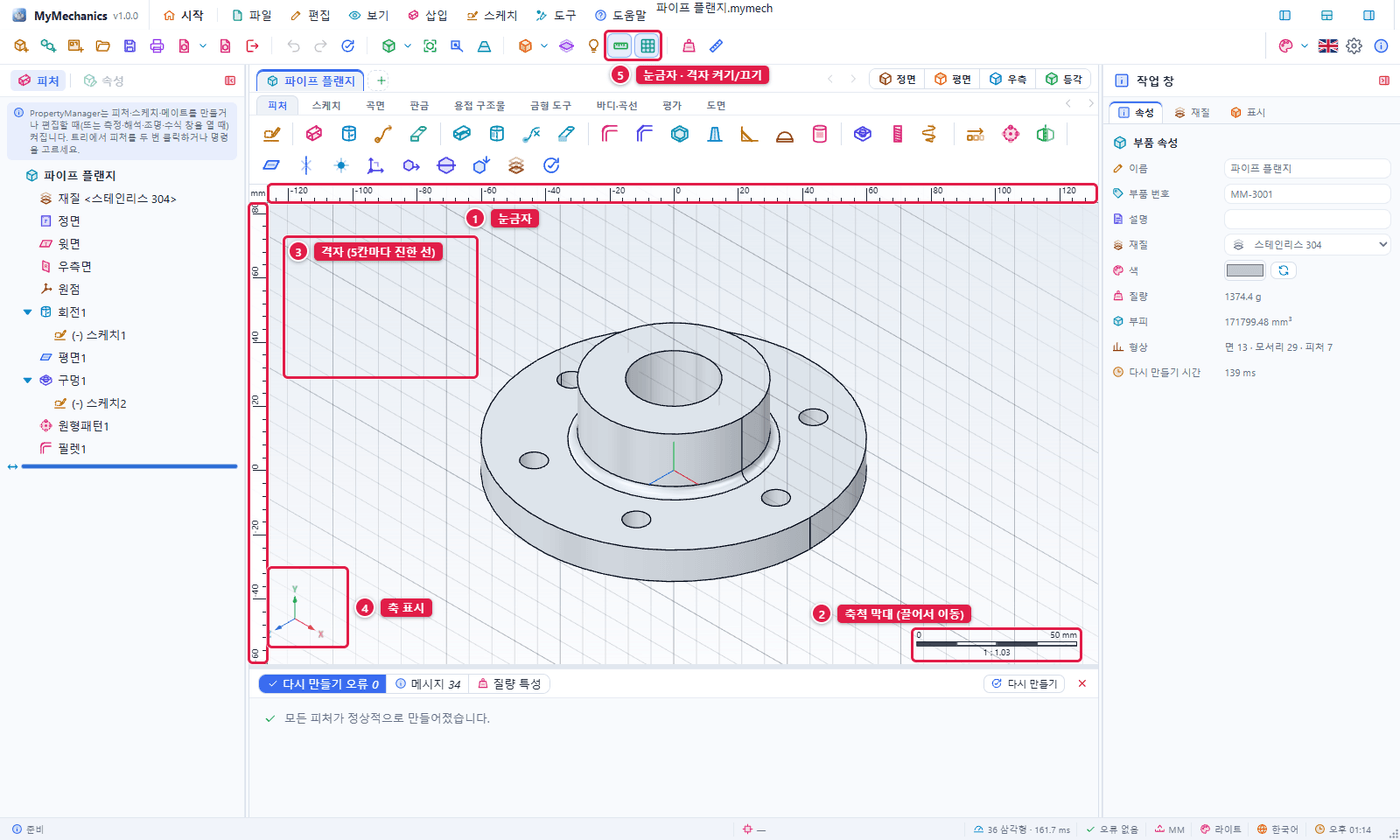 MyMechanics v1.0.0
시작
파일
편집
보기
삽입
스케치
도구
도움말
파이프 플랜지.mymech
피처
속성
PropertyManager는 피처·스케치·메이트를 만들거
나 편집할 때(또는 측정·해석·조명·수식 창을 열 때)
켜집니다. 트리에서 피처를 두 번 클릭하거나 명령
을 고르세요.
파이프 플랜지
재질 <스테인리스 304>
정면
윗면
우측면
원점
회전1
(-) 스케치1
평면1
구멍1
(-) 스케치2
원형패턴1
필렛1
5 눈금자 · 격자 켜기/끄기
파이프 플랜지
정면
평면
우측
등각
피처
스케치
곡면
판금
용접 구조물
금형 도구
바디·곡선
평가
도면
mm
-120 -100 -80 -60 -40 -20 0 20 40 60 80 100 120
80
60
40
20
0
-20
-40
-60
1 눈금자
3 격자 (5칸마다 진한 선)
4 축 표시
Y
X
2 축척 막대 (끌어서 이동)
0 50 mm
1 : 1.03
다시 만들기 오류 0
메시지 34
질량 특성
다시 만들기
모든 피처가 정상적으로 만들어졌습니다.
작업 창
속성
재질
표시
부품 속성
이름 파이프 플랜지
부품 번호 MM-3001
설명
재질 스테인리스 304
색
질량 1374.4 g
부피 171799.48 mm³
형상 면 13 · 모서리 29 · 피처 7
다시 만들기 시간 139 ms
준비
—
36 삼각형 · 161.7 ms
오류 없음
MM
라이트
한국어
오후 01:14